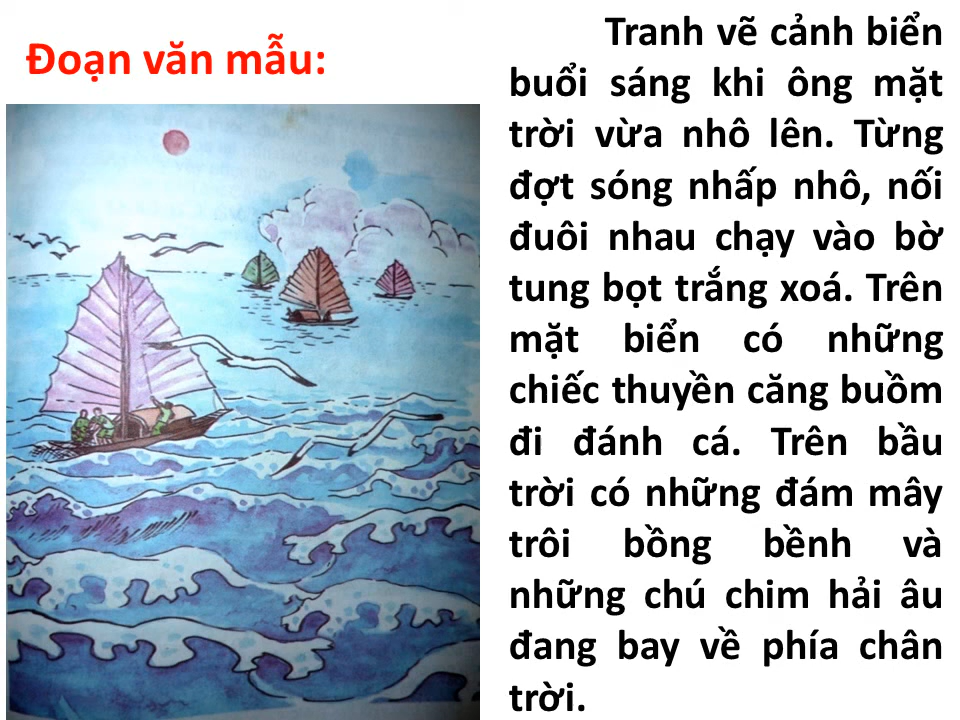 Đoạn văn mẫu:
Tranh vẽ cảnh biển
buổi sáng khi ông mặt
trời vừa nhô lên. Từng
đợt sóng nhấp nhô, nối
đuôi nhau chạy vào bờ
tung bọt trắng xoá. Trên
mặt biển có những
chiếc thuyền căng buồm
đi đánh cá. Trên bầu
trời có những đám mây
trôi bồng bềnh và
những chú chim hải âu
đang bay về phía chân
trời.